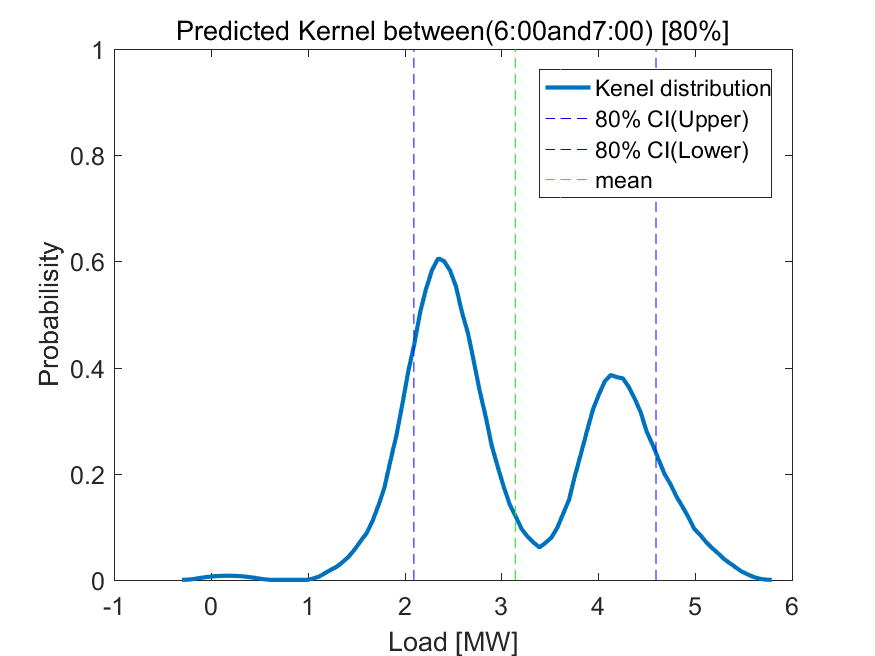 Predicted Kernel between(6:00and7:00) [80%]
Kenel distribution
80% CI(Upper)
80% CI(Lower)
mean
Probabilisity
1
0.8
0.6
0.4
0.2
0
-1 0 1 2 3 4 5 6
Load [MW]